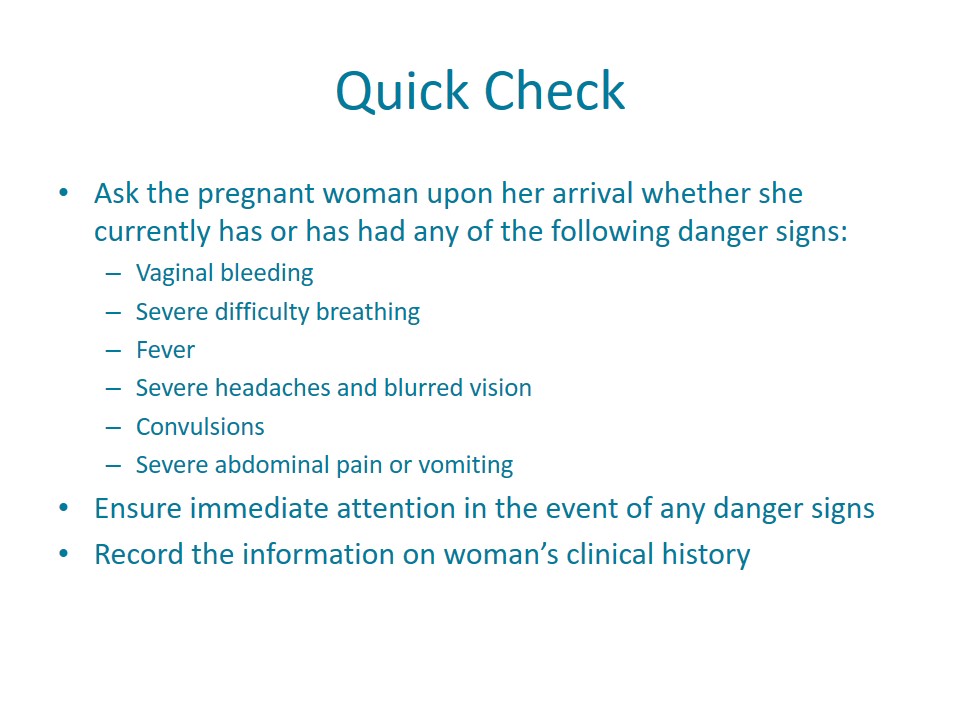 Quick Check
• Ask the pregnant woman upon her arrival whether she
currently has or has had any of the following danger signs:
– Vaginal bleeding
– Severe difficulty breathing
– Fever
– Severe headaches and blurred vision
– Convulsions
– Severe abdominal pain or vomiting
• Ensure immediate attention in the event of any danger signs
• Record the information on woman’s clinical history